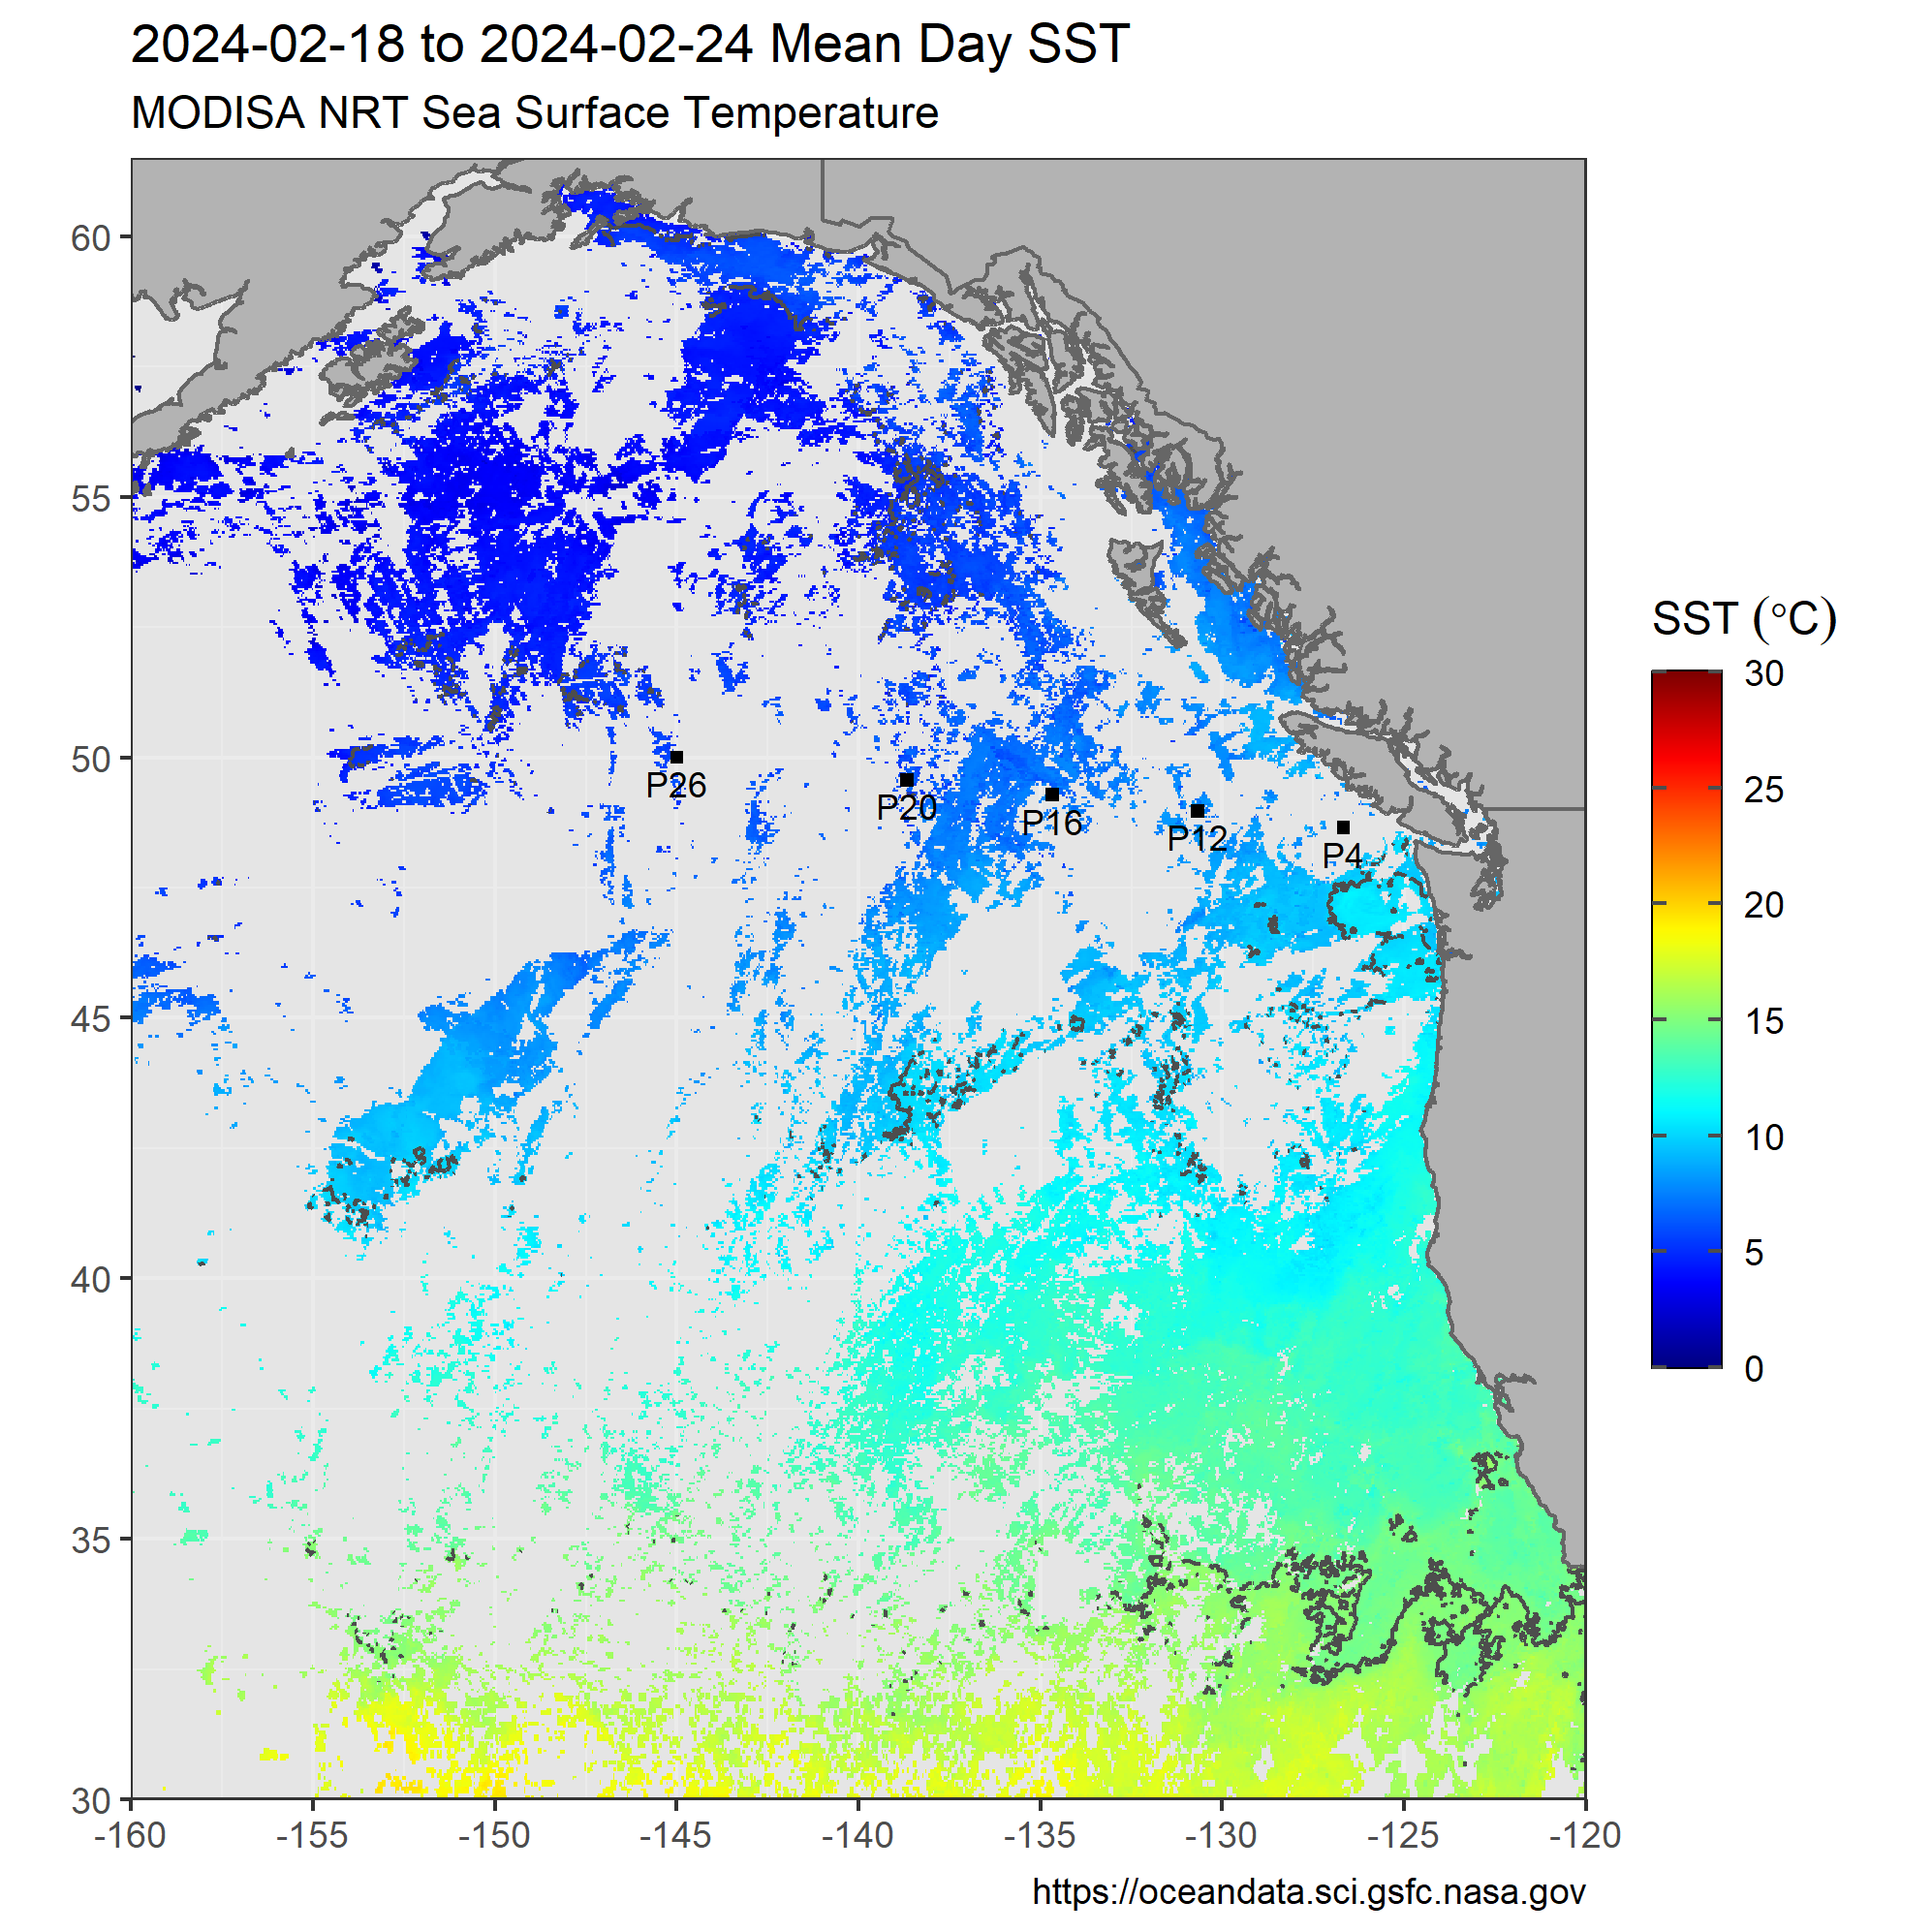 2024-02-18 to 2024-02-24 Mean Day SST
MODISA NRT Sea Surface Temperature
60
55
50
45
40
35
30
P26
P20
P16
P12
P4
-160
-155
-150
-145
-140
-135
-130
-125
-120
SST (°C)
30
25
20
15
10
5
0
https://oceandata.sci.gsfc.nasa.gov